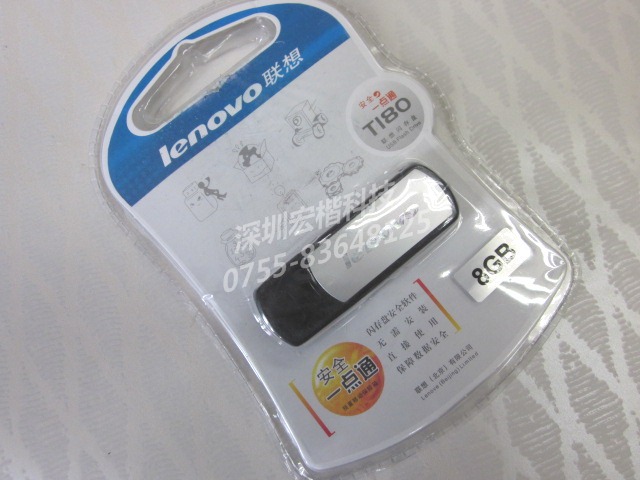 lenovo联想
安全
一点通
T180
深圳宏楷科技
0755-83648125
8GB
闪存盘安全软件
无需安装
直接使用
保障数据安全
安全
一点通
联想（北京）有限公司
Lenovo(Beijing)Limited